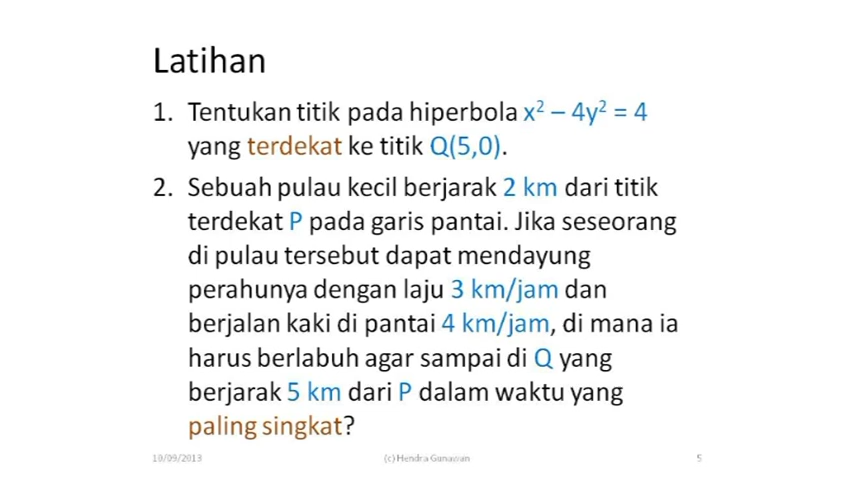 Latihan
1. Tentukan titik pada hiperbola x² – 4y² = 4
yang terdekat ke titik Q(5,0).
2. Sebuah pulau kecil berjarak 2 km dari titik
terdekat P pada garis pantai. Jika seseorang
di pulau tersebut dapat mendayung
perahunya dengan laju 3 km/jam dan
berjalan kaki di pantai 4 km/jam, di mana ia
harus berlabuh agar sampai di Q yang
berjarak 5 km dari P dalam waktu yang
paling singkat?
10/09/2013 (c) Hendra Gunawan 5